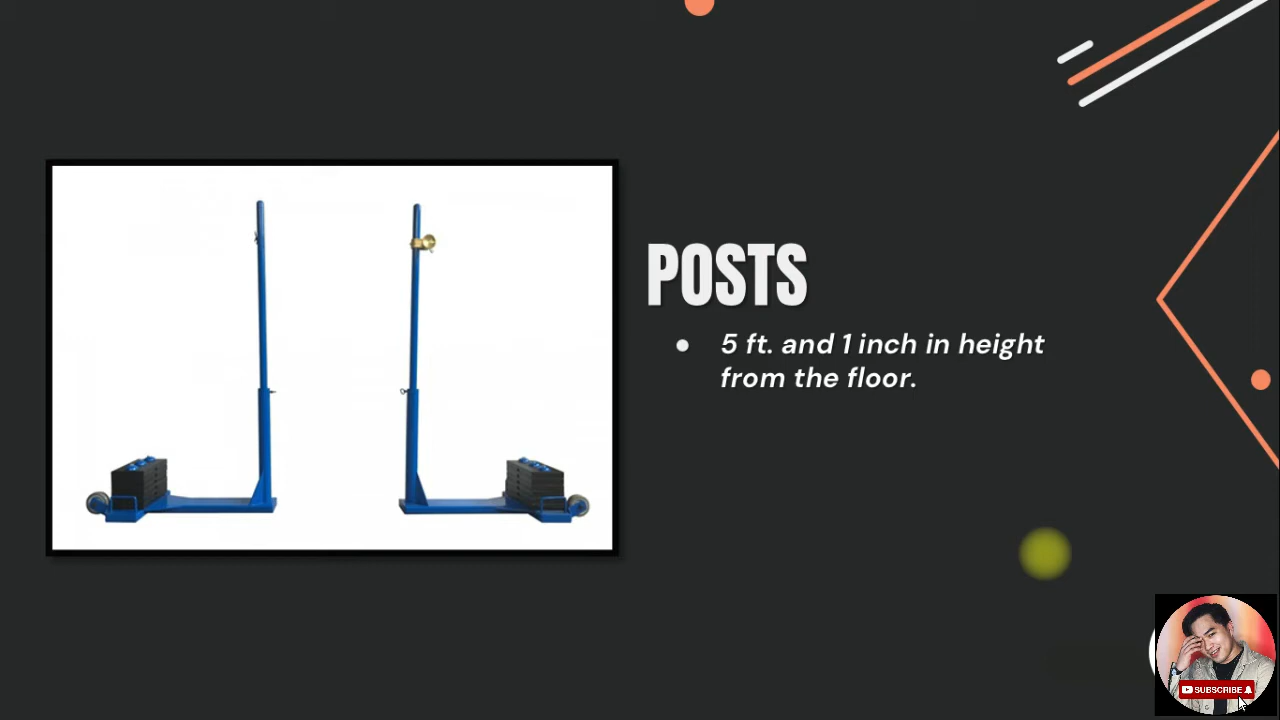 POSTS
5 ft. and 1 inch in height
from the floor.
SUBSCRIBE